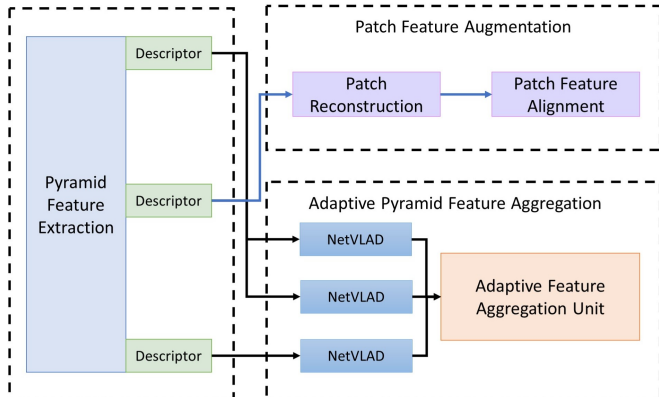 Pyramid
Feature
Extraction
Descriptor
Descriptor
Descriptor
Patch Feature Augmentation
Patch
Reconstruction
Patch Feature
Alignment
Adaptive Pyramid Feature Aggregation
NetVLAD
NetVLAD
NetVLAD
Adaptive Feature
Aggregation Unit